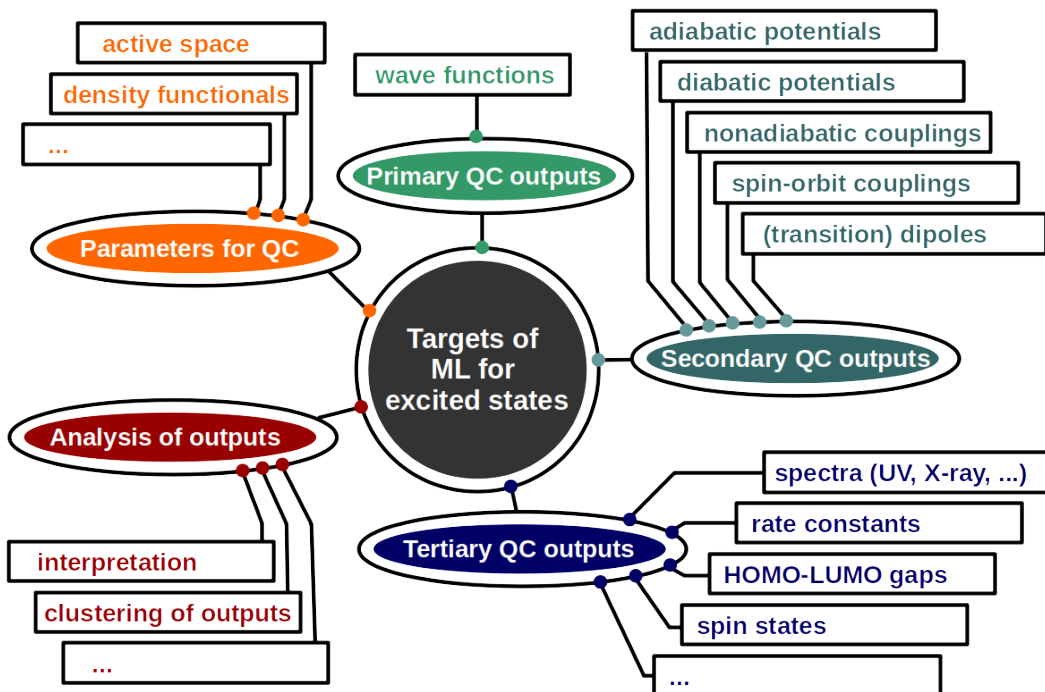 active space
density functionals
...
Parameters for QC
wave functions
Primary QC outputs
adiabatic potentials
diabatic potentials
nonadiabatic couplings
spin-orbit couplings
(transition) dipoles
Secondary QC outputs
Targets of
ML for
excited states
Analysis of outputs
interpretation
clustering of outputs
...
Tertiary QC outputs
spectra (UV, X-ray, ...)
rate constants
HOMO-LUMO gaps
spin states
...